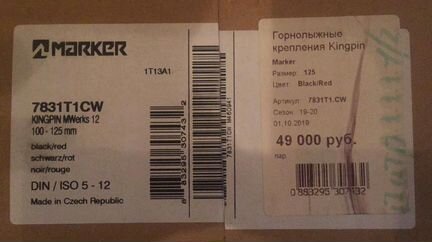 MARKER
1T13A1
7831T1CW
KINGPIN MWerks 12
100 - 125 mm
black/red
schwarz/rot
noir/rouge
DIN / ISO 5 - 12
Made in Czech Republic
Горнолыжные
крепления Kingpin
Marker
Размер: 125
Цвет: Black/Red
Артикул: 7831T1.CW
Сезон: 19-20
01.10.2019
49 000 руб.
пар